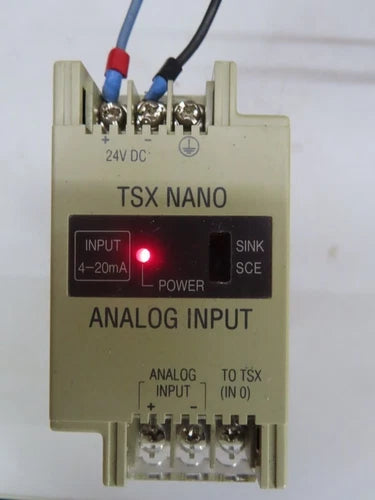 + −
24V DC
TSX NANO
INPUT
4−20mA
SINK
SCE
POWER
ANALOG INPUT
ANALOG
INPUT
TO TSX
(IN 0)
+ −